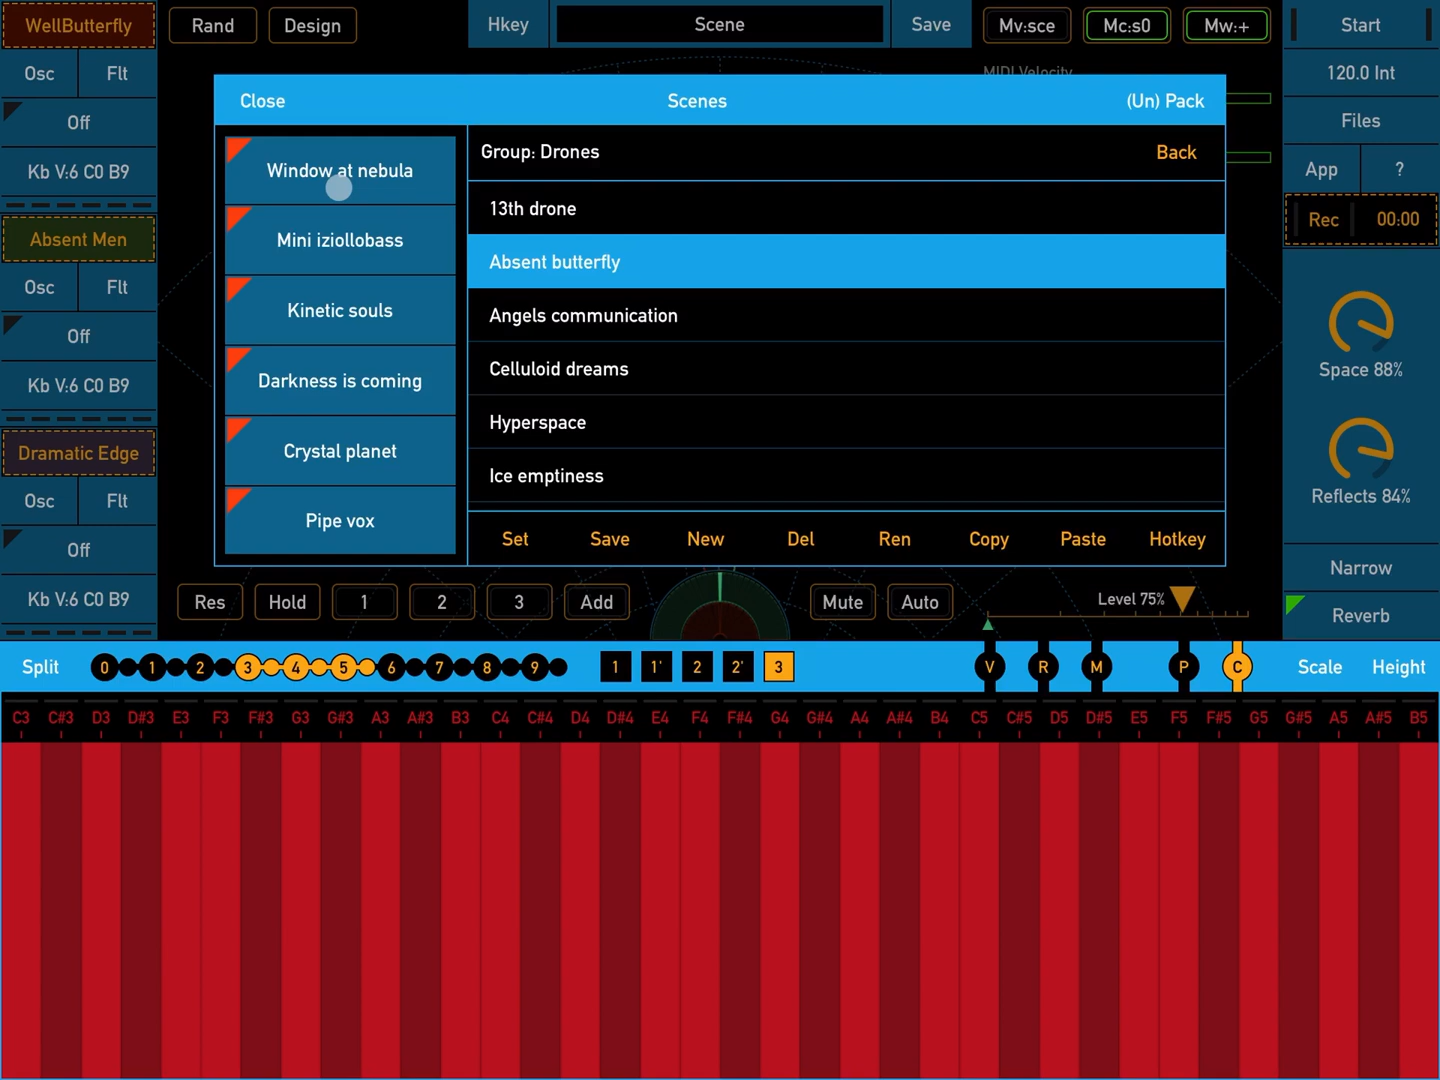 WellButterfly
Rand
Design
Hkey
Scene
Save
Mv:sce
Mc:s0
Mw:+
Start
Osc
Flt
MIDI Velocity
120.0 Int
Close
Scenes
(Un) Pack
Off
Files
Window at nebula
Group: Drones
Back
Kb V:6 C0 B9
App
?
13th drone
Rec
00:00
Absent Men
Mini iziollobass
Absent butterfly
Osc
Flt
Kinetic souls
Angels communication
Off
Space 88%
Darkness is coming
Celluloid dreams
Kb V:6 C0 B9
Hyperspace
Dramatic Edge
Crystal planet
Ice emptiness
Osc
Flt
Reflects 84%
Pipe vox
Set
Save
New
Del
Ren
Copy
Paste
Hotkey
Off
Narrow
Kb V:6 C0 B9
Res
Hold
1
2
3
Add
Mute
Auto
Level 75%
Reverb
Split
0
1
2
3
4
5
6
7
8
9
1
1'
2
2'
3
V
R
M
P
C
Scale
Height
C3 C#3 D3 D#3 E3 F3 F#3 G3 G#3 A3 A#3 B3 C4 C#4 D4 D#4 E4 F4 F#4 G4 G#4 A4 A#4 B4 C5 C#5 D5 D#5 E5 F5 F#5 G5 G#5 A5 A#5 B5